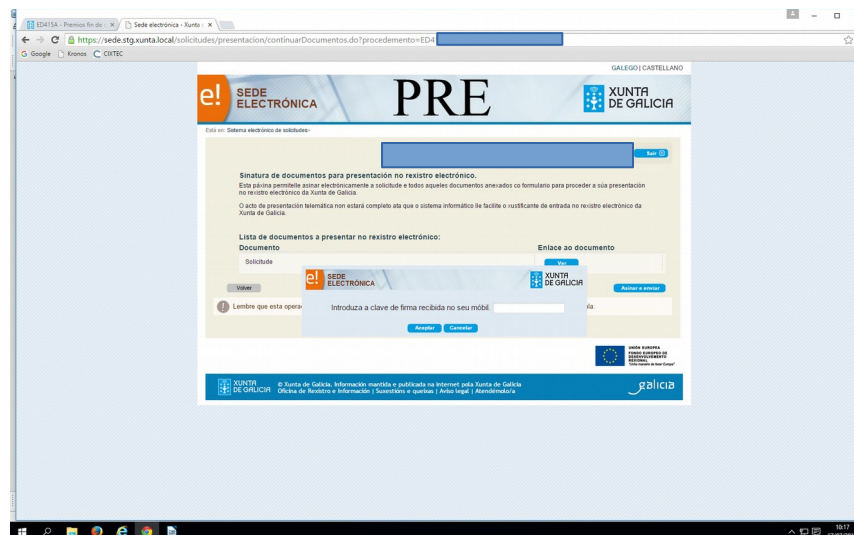 ED415A - Premios fin de
Sede electrónica - Xunta
https://sede.stg.xunta.local/solicitudes/presentacion/continuarDocumentos.do?procedemento=ED4
Google Kronos CIXTEC
GALEGO | CASTELLANO
e! SEDE ELECTRÓNICA
PRE
XUNTA DE GALICIA
Está en: Sistema electrónico de solicitudes>
Sair
Sinatura de documentos para presentación no rexistro electrónico.
Esta páxina permítelle asinar electrónicamente a solicitude e todos aqueles documentos anexados co formulario para proceder a súa presentación
no rexistro electrónico da Xunta de Galicia.
O acto de presentación telemática non estará completo ata que o sistema informático lle facilite o xustificante de entrada no rexistro electrónico da
Xunta de Galicia.
Lista de documentos a presentar no rexistro electrónico:
Documento Enlace ao documento
Solicitude Ver
e! SEDE ELECTRÓNICA
XUNTA DE GALICIA
Volver Asinar e enviar
Lembre que esta opera
Introduza a clave de firma recibida no seu móbil
Aceptar Cancelar
UNIÓN EUROPEA
FONDO EUROPEO DE
DESENVOLVEMENTO
REXIONAL
"Unha maneira de facer Europa"
XUNTA DE GALICIA
© Xunta de Galicia. Información mantida e publicada na internet pola Xunta de Galicia
Oficina de Rexistro e Información | Suxestións e queixas | Aviso legal | Atendémolo/a
galicia
10:17